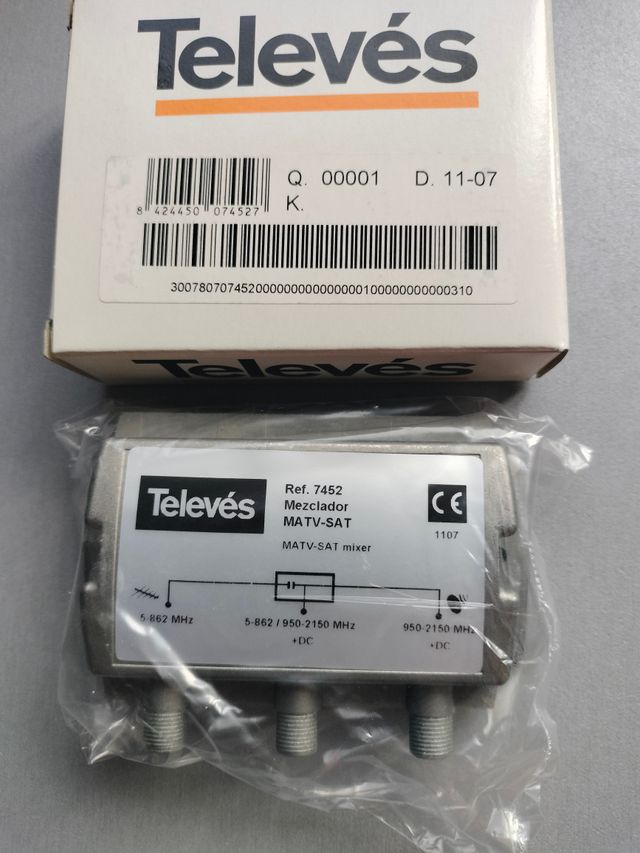 Televés
Q. 00001 D. 11-07
K.
8 424450 074527
30078070745200000000000000100000000000310
Televés
Televés
Ref. 7452
Mezclador
MATV-SAT
MATV-SAT mixer
CE
1107
5-862 MHz
5-862 / 950-2150 MHz
+DC
950-2150 MHz
+DC